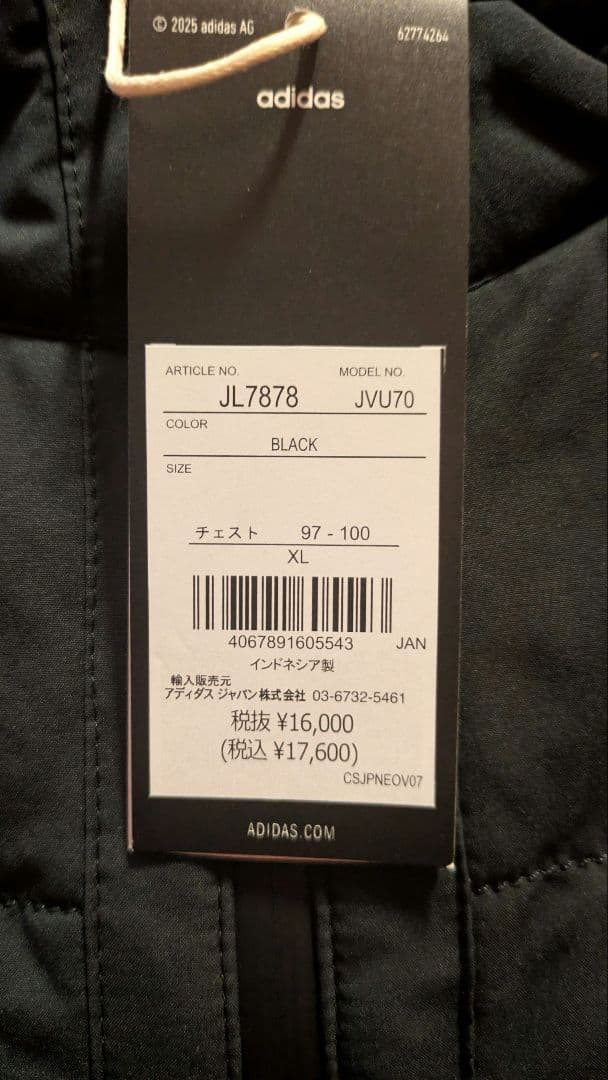 © 2025 adidas AG
62774264
adidas
ARTICLE NO. MODEL NO.
JL7878 JVU70
COLOR
BLACK
SIZE
チェスト 97 - 100
XL
4067891605543 JAN
インドネシア製
輸入販売元
アディダス ジャパン株式会社 03-6732-5461
税抜 ¥16,000
(税込 ¥17,600)
CSJPNEOV07
ADIDAS.COM